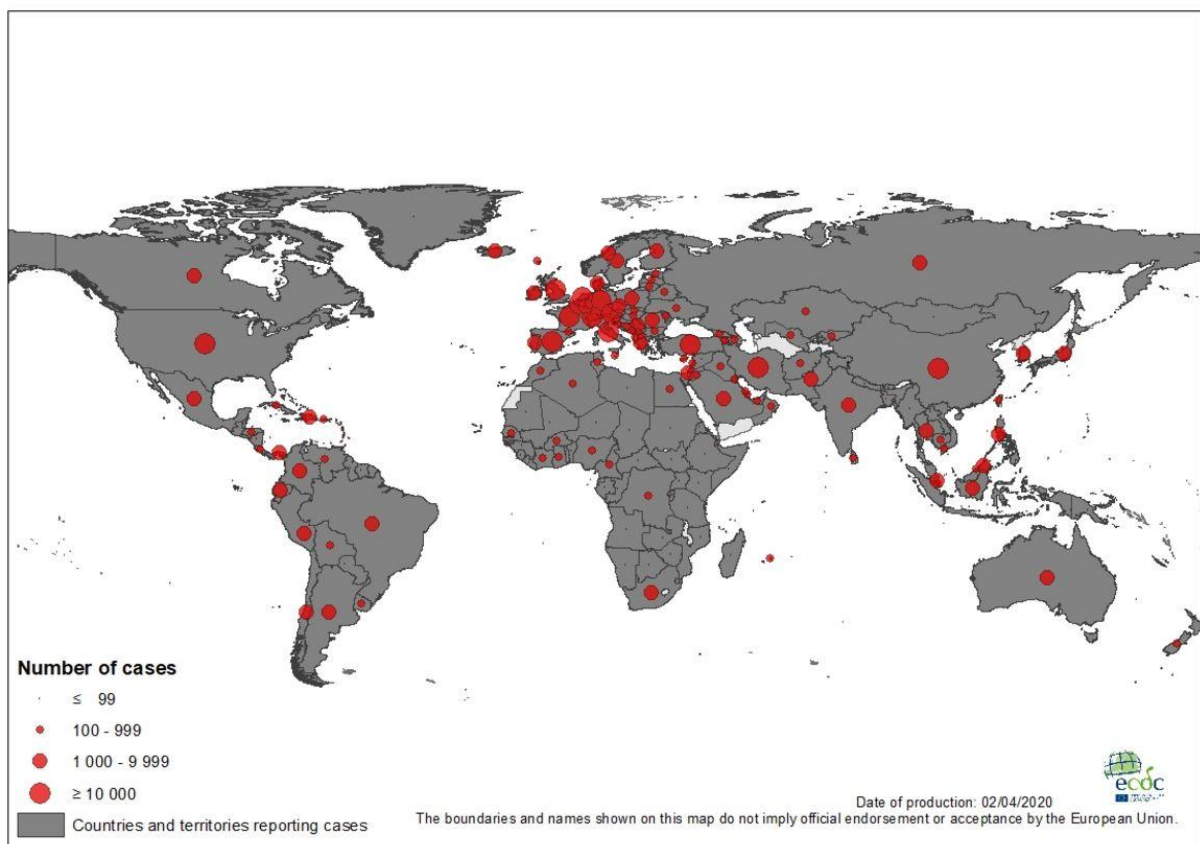 Number of cases
≤ 99
100 - 999
1 000 - 9 999
≥ 10 000
Countries and territories reporting cases
ecdc
Date of production: 02/04/2020
The boundaries and names shown on this map do not imply official endorsement or acceptance by the European Union.